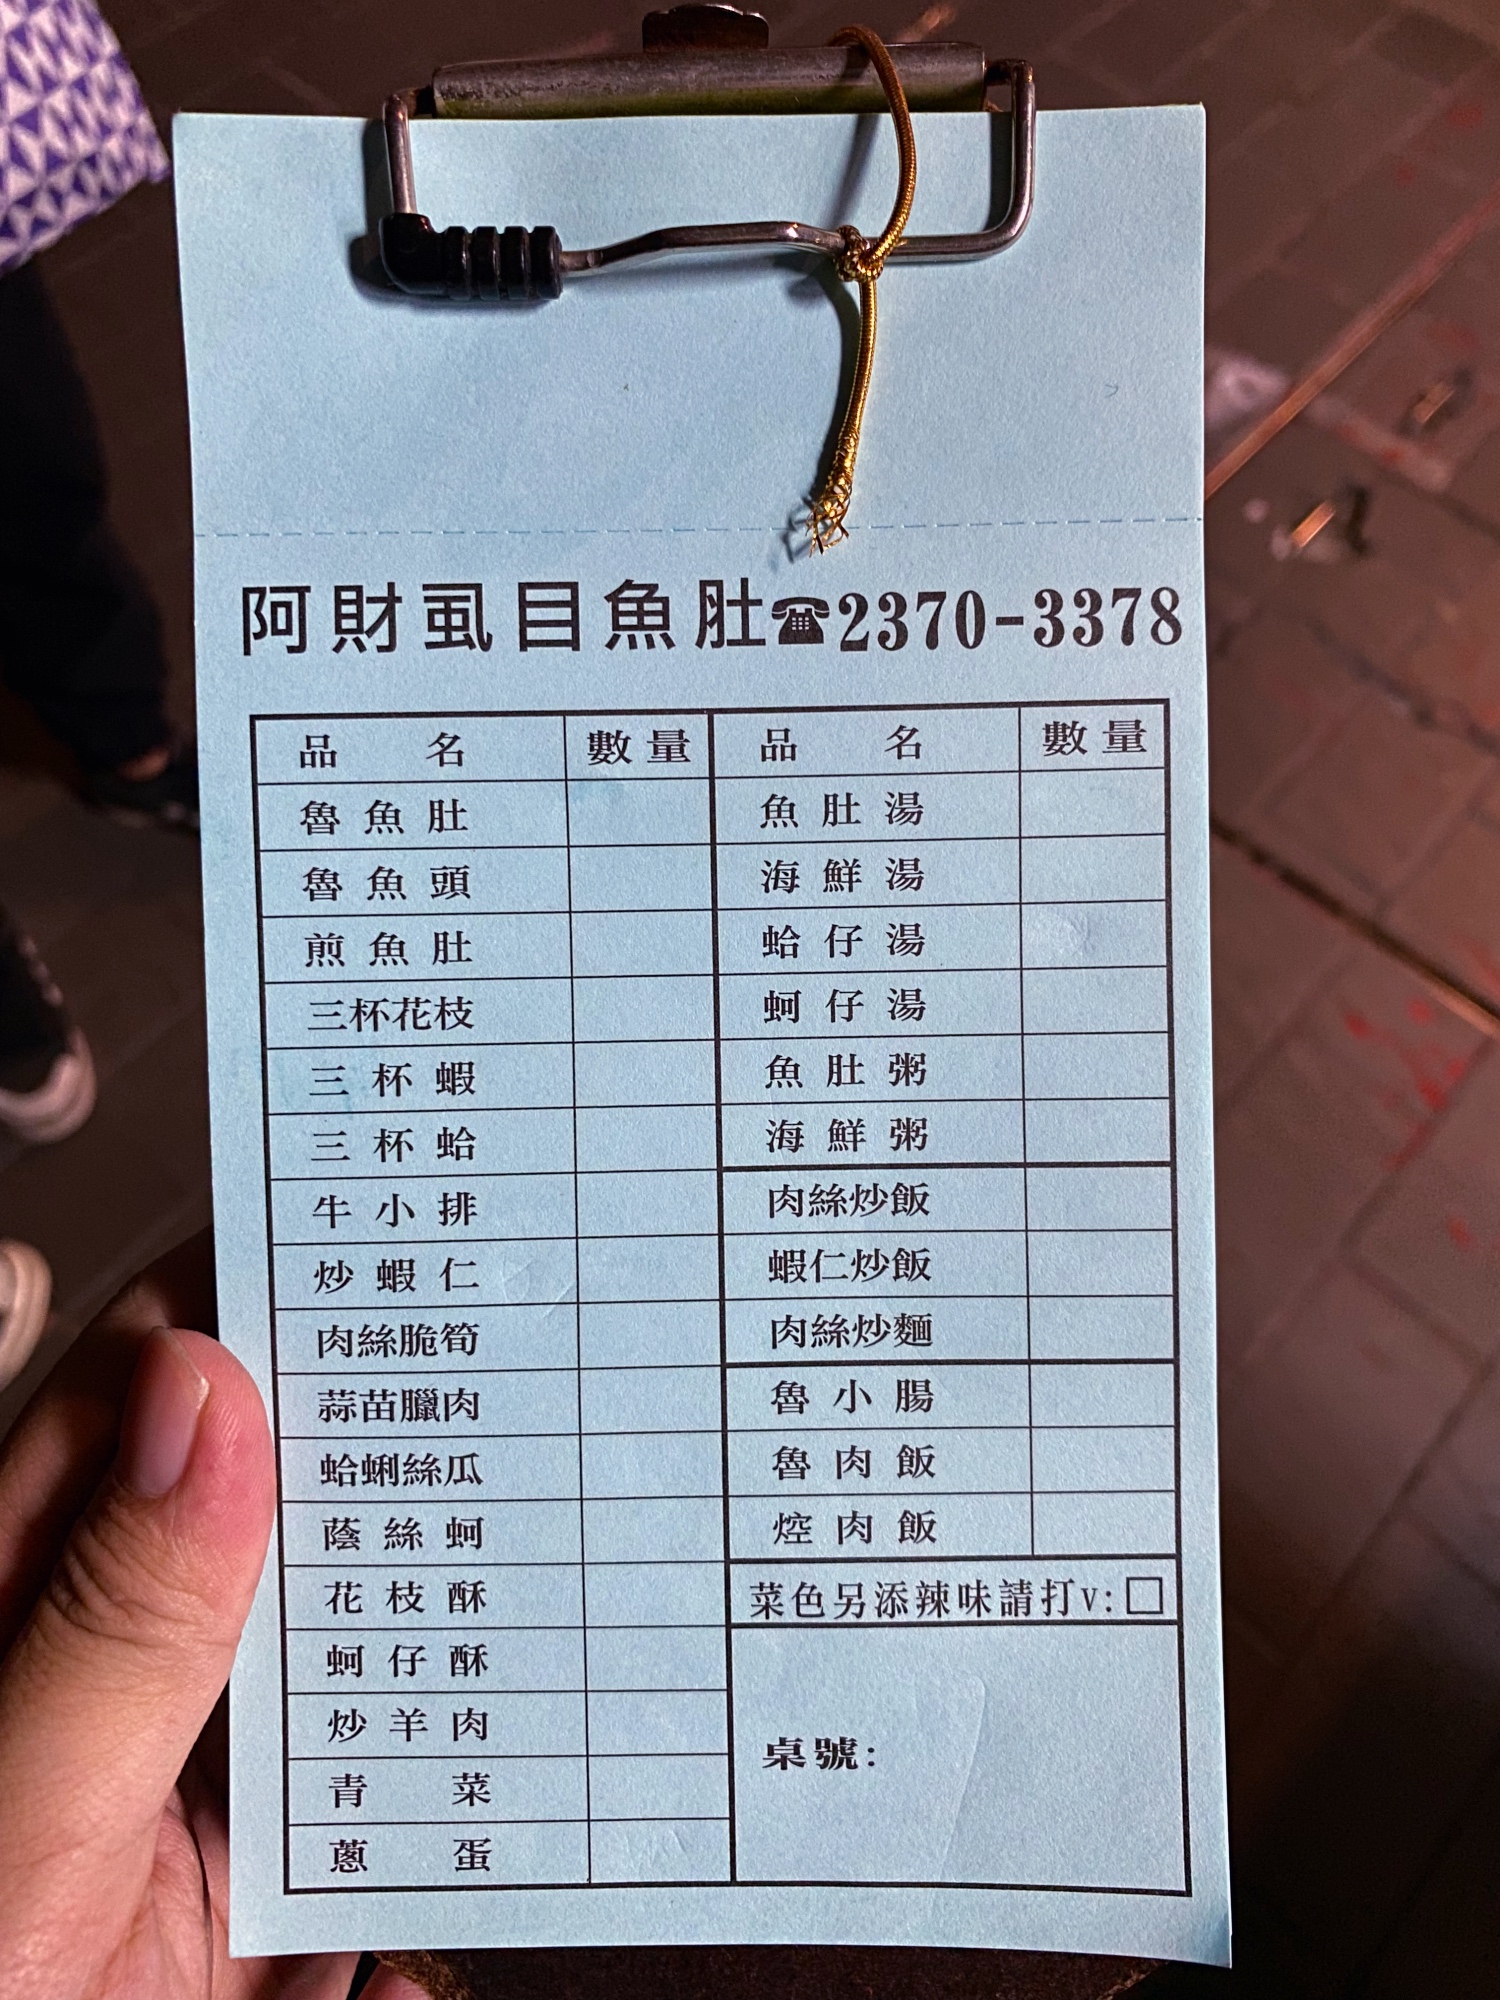 阿財虱目魚肚☎2370-3378
品名 數量
魯魚肚
魯魚頭
煎魚肚
三杯花枝
三杯蝦
三杯蛤
牛小排
炒蝦仁
肉絲脆筍
蒜苗臘肉
蛤蜊絲瓜
蔭絲蚵
花枝酥
蚵仔酥
炒羊肉
青菜
蔥蛋
品名 數量
魚肚湯
海鮮湯
蛤仔湯
蚵仔湯
魚肚粥
海鮮粥
肉絲炒飯
蝦仁炒飯
肉絲炒麵
魯小腸
魯肉飯
焢肉飯
菜色另添辣味請打v:□
桌號: